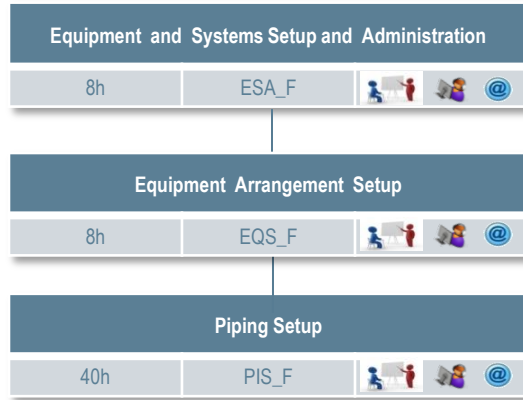 Equipment and Systems Setup and Administration
8h ESA_F @
Equipment Arrangement Setup
8h EQS_F @
Piping Setup
40h PIS_F @